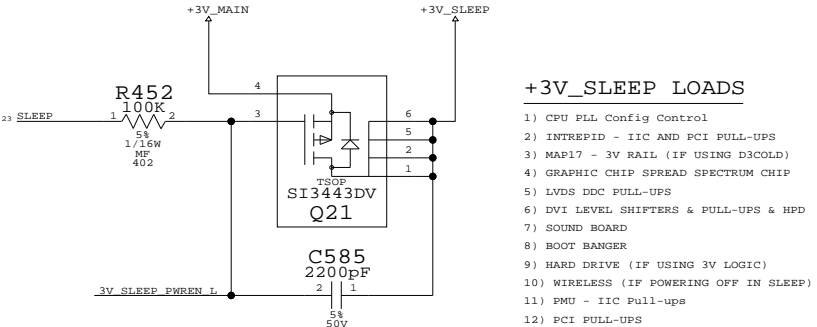 +3V_MAIN
+3V_SLEEP
R452
100K
23 SLEEP
1
2
5%
1/16W
MF
402
4
3
6
5
2
1
TSOP
SI3443DV
Q21
C585
2200pF
2
1
5%
50V
3V_SLEEP_PWREN_L
+3V_SLEEP LOADS
1) CPU PLL Config Control
2) INTREPID - IIC AND PCI PULL-UPS
3) MAP17 - 3V RAIL (IF USING D3COLD)
4) GRAPHIC CHIP SPREAD SPECTRUM CHIP
5) LVDS DDC PULL-UPS
6) DVI LEVEL SHIFTERS & PULL-UPS & HPD
7) SOUND BOARD
8) BOOT BANGER
9) HARD DRIVE (IF USING 3V LOGIC)
10) WIRELESS (IF POWERING OFF IN SLEEP)
11) PMU - IIC Pull-ups
12) PCI PULL-UPS